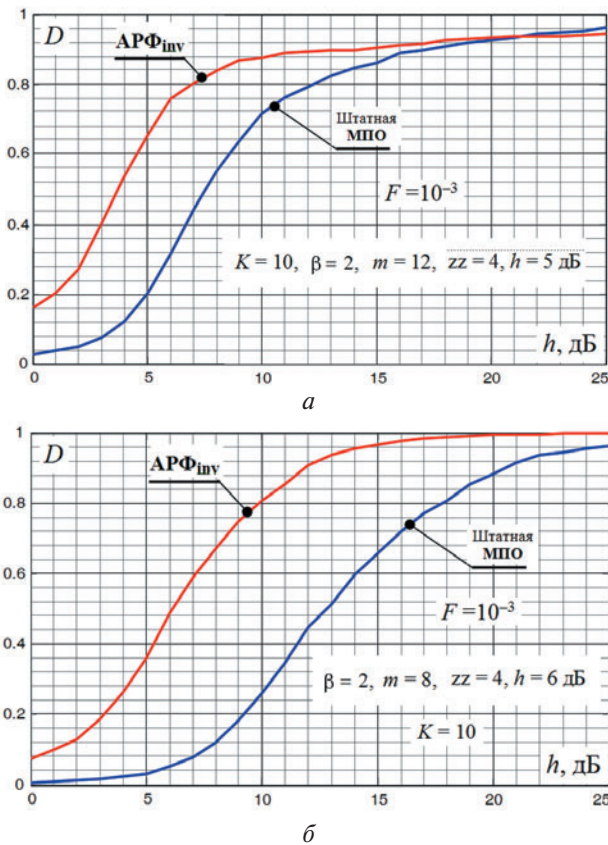 D
АРФinv
Штатная
МПО
F = 10⁻³
K = 10, β = 2, m = 12, zz = 4, h = 5 дБ
h, дБ
1
0.8
0.6
0.4
0.2
0
0 5 10 15 20 25
а
D
АРФinv
Штатная
МПО
F = 10⁻³
β = 2, m = 8, zz = 4, h = 6 дБ
K = 10
h, дБ
1
0.8
0.6
0.4
0.2
0
0 5 10 15 20 25
б